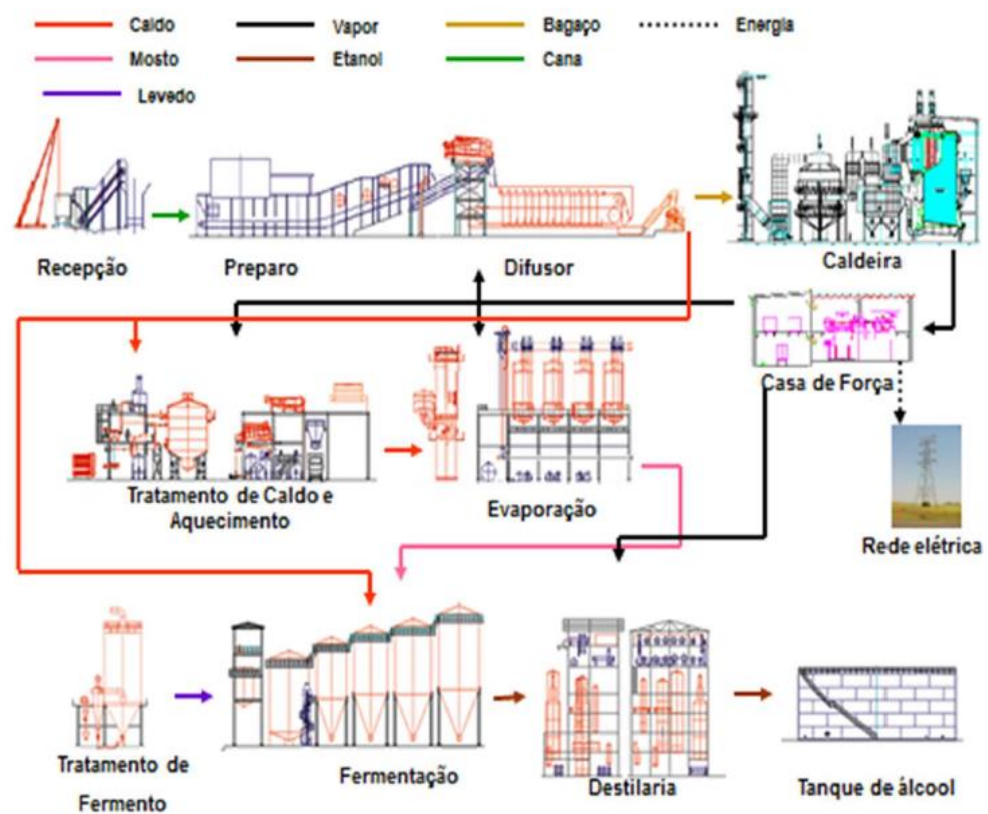 Caldo
Vapor
Bagaço
Energia
Mosto
Etanol
Cana
Levedo
Recepção
Preparo
Difusor
Caldeira
Casa de Força
Tratamento de Caldo e
Aquecimento
Evaporação
Rede elétrica
Tratamento de
Fermento
Fermentação
Destilaria
Tanque de álcool